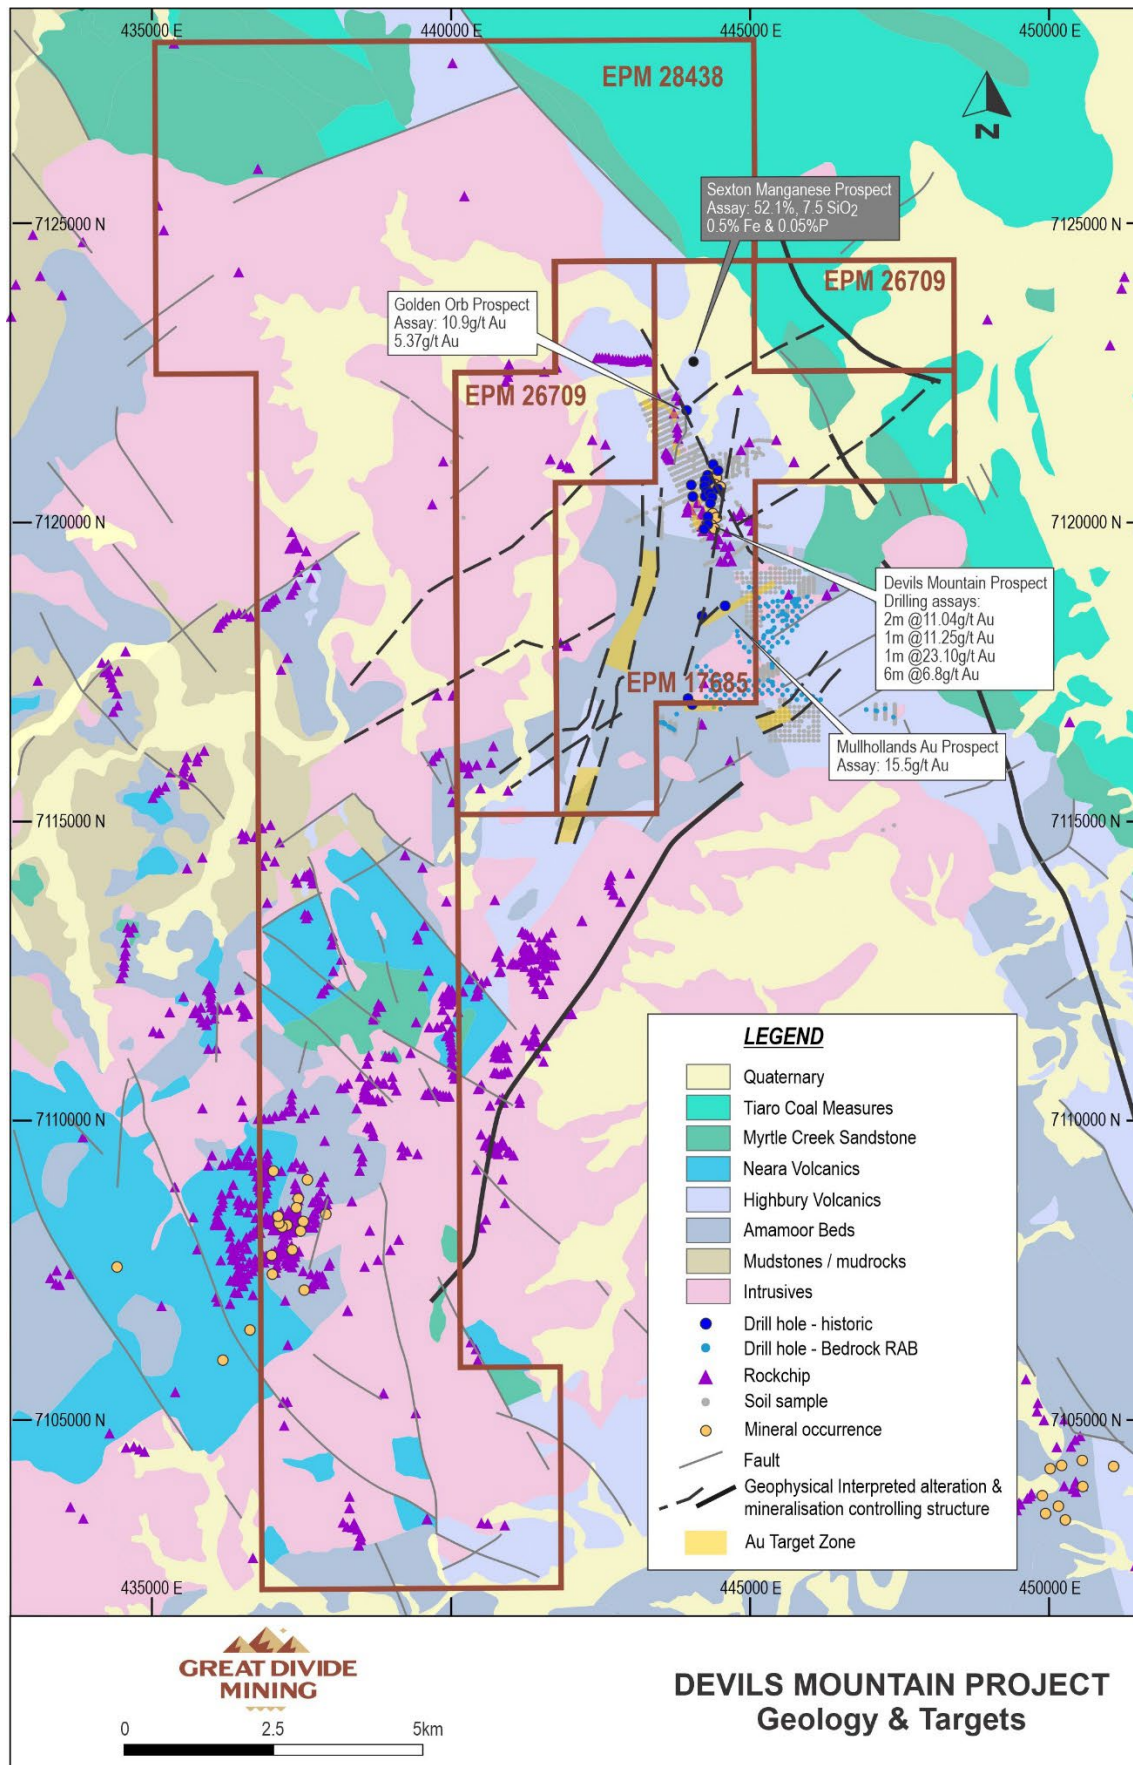 435000 E
440000 E
445000 E
450000 E
EPM 28438
N
Sexton Manganese Prospect
Assay: 52.1%, 7.5 SiO2
0.5% Fe & 0.05%P
7125000 N
7125000 N
EPM 26709
Golden Orb Prospect
Assay: 10.9g/t Au
5.37g/t Au
EPM 26709
7120000 N
7120000 N
Devils Mountain Prospect
Drilling assays:
2m @11.04g/t Au
1m @11.25g/t Au
1m @23.10g/t Au
6m @6.8g/t Au
EPM 17685
Mullhollands Au Prospect
Assay: 15.5g/t Au
7115000 N
7115000 N
LEGEND
Quaternary
Tiaro Coal Measures
Myrtle Creek Sandstone
Neara Volcanics
Highbury Volcanics
Amamoor Beds
Mudstones / mudrocks
Intrusives
Drill hole - historic
Drill hole - Bedrock RAB
Rockchip
Soil sample
Mineral occurrence
Fault
Geophysical Interpreted alteration &
mineralisation controlling structure
Au Target Zone
7110000 N
7110000 N
7105000 N
7105000 N
435000 E
445000 E
450000 E
GREAT DIVIDE
MINING
0
2.5
5km
DEVILS MOUNTAIN PROJECT
Geology & Targets